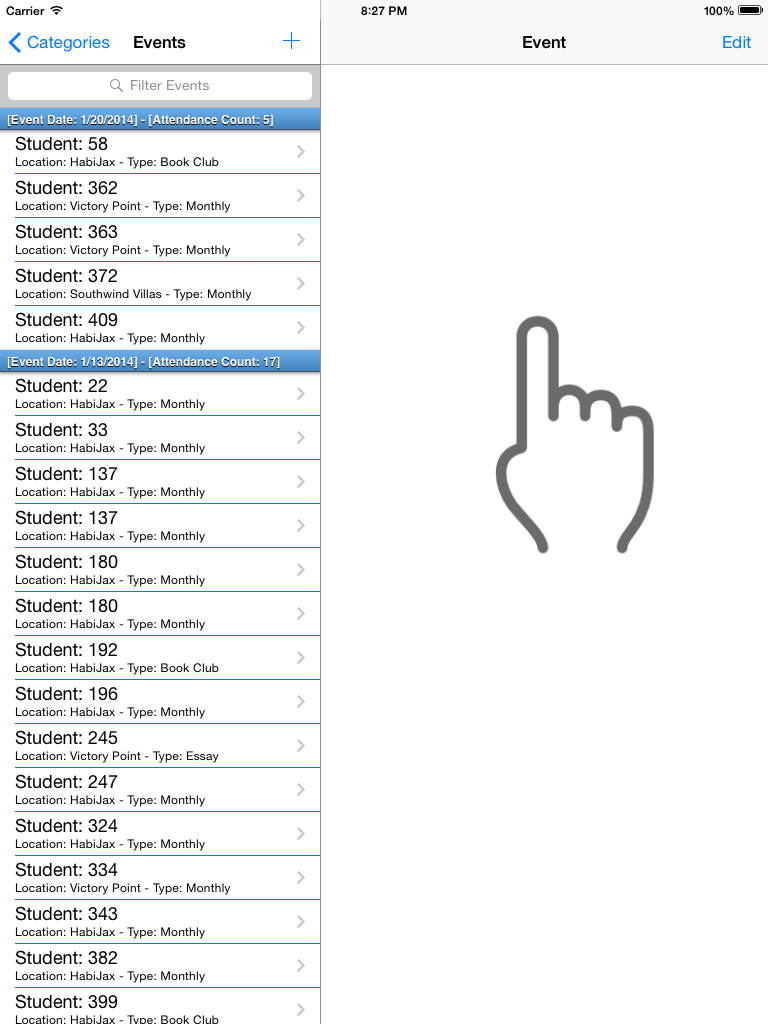 Carrier 8:27 PM 100%
Categories Events + Event Edit
Filter Events
[Event Date: 1/20/2014] - [Attendance Count: 5]
Student: 58
Location: HabiJax - Type: Book Club
Student: 362
Location: Victory Point - Type: Monthly
Student: 363
Location: Victory Point - Type: Monthly
Student: 372
Location: Southwind Villas - Type: Monthly
Student: 409
Location: HabiJax - Type: Monthly
[Event Date: 1/13/2014] - [Attendance Count: 17]
Student: 22
Location: HabiJax - Type: Monthly
Student: 33
Location: HabiJax - Type: Monthly
Student: 137
Location: HabiJax - Type: Monthly
Student: 137
Location: HabiJax - Type: Monthly
Student: 180
Location: HabiJax - Type: Monthly
Student: 180
Location: HabiJax - Type: Monthly
Student: 192
Location: HabiJax - Type: Book Club
Student: 196
Location: HabiJax - Type: Monthly
Student: 245
Location: Victory Point - Type: Essay
Student: 247
Location: HabiJax - Type: Monthly
Student: 324
Location: HabiJax - Type: Monthly
Student: 334
Location: Victory Point - Type: Monthly
Student: 343
Location: HabiJax - Type: Monthly
Student: 382
Location: HabiJax - Type: Monthly
Student: 399
Location: HabiJax - Type: Book Club